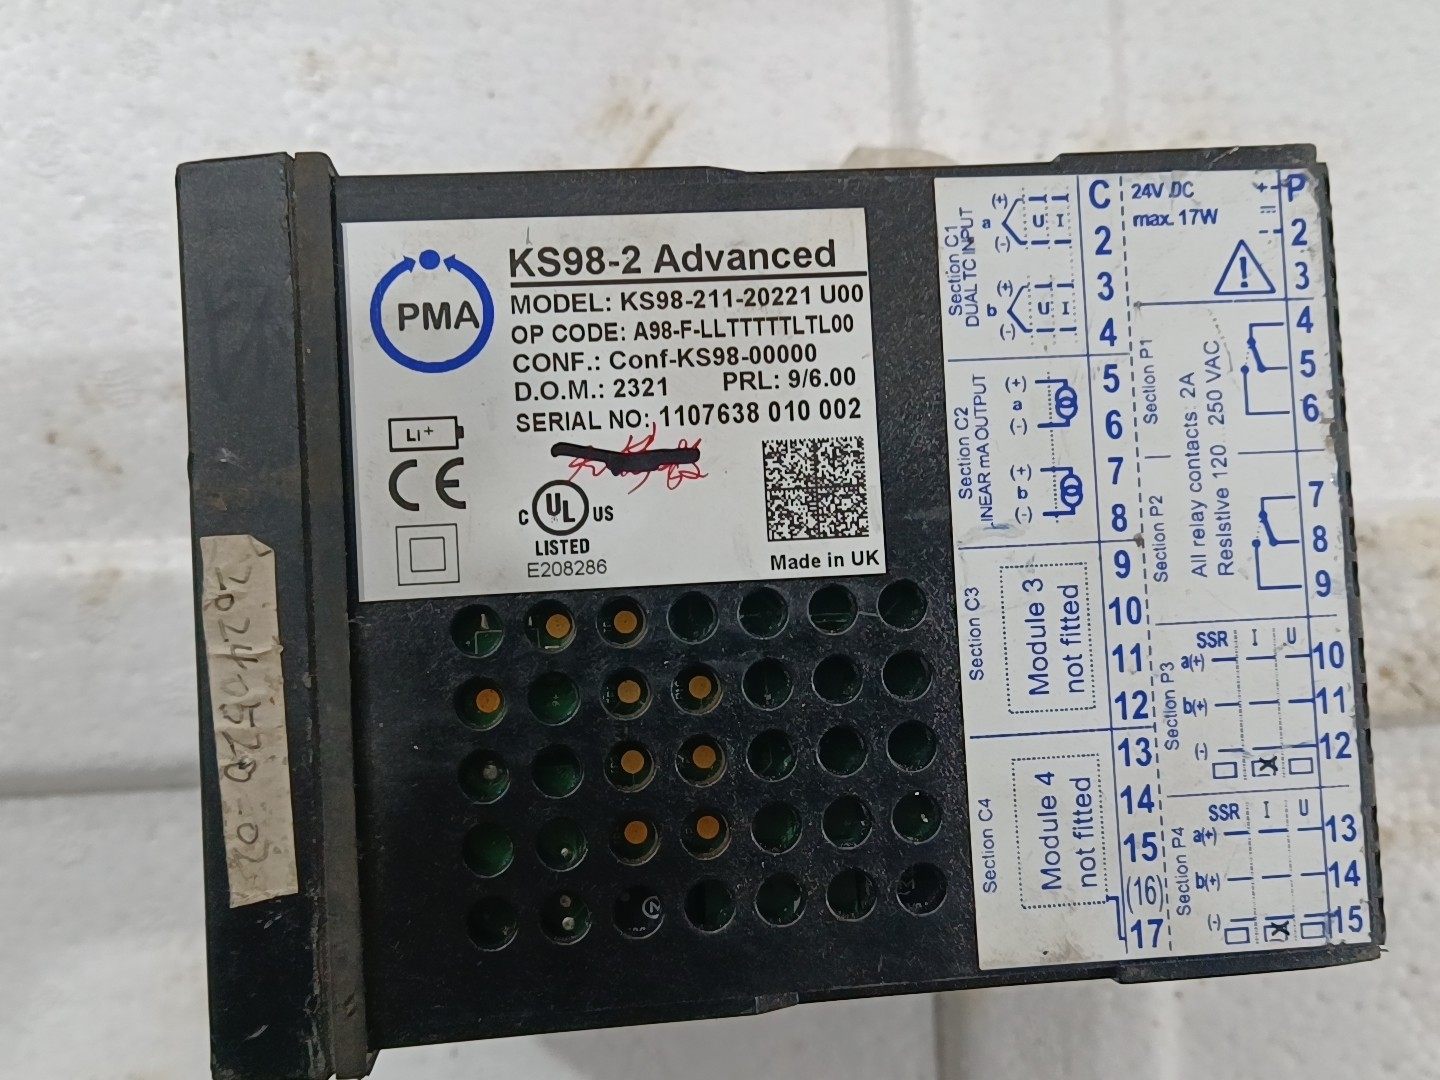 PMA
KS98-2 Advanced
MODEL: KS98-211-20221 U00
OP CODE: A98-F-LLTTTTTLTL00
CONF.: Conf-KS98-00000
D.O.M.: 2321 PRL: 9/6.00
SERIAL NO: 1107638 010 002
Li+
CE
C UL US
LISTED
E208286
Made in UK
Section C1
DUAL TC INPUT
(-) b (+) (-) a (+)
U I
U I
Section C2
LINEAR mA OUTPUT
(-) b (+) (-) a (+)
Section C3
Module 3
not fitted
Section C4
Module 4
not fitted
C
2
3
4
5
6
7
8
9
10
11
12
13
14
15
(16)
17
24V DC
max. 17W
+
-
P
2
3
4
5
6
7
8
9
10
11
12
13
14
15
Section P1
Section P2
All relay contacts: 2A
Resistive 120...250 VAC
Section P3
SSR I U
a(+)
b(+)
(-)
x
Section P4
SSR I U
a(+)
b(+)
(-)
x